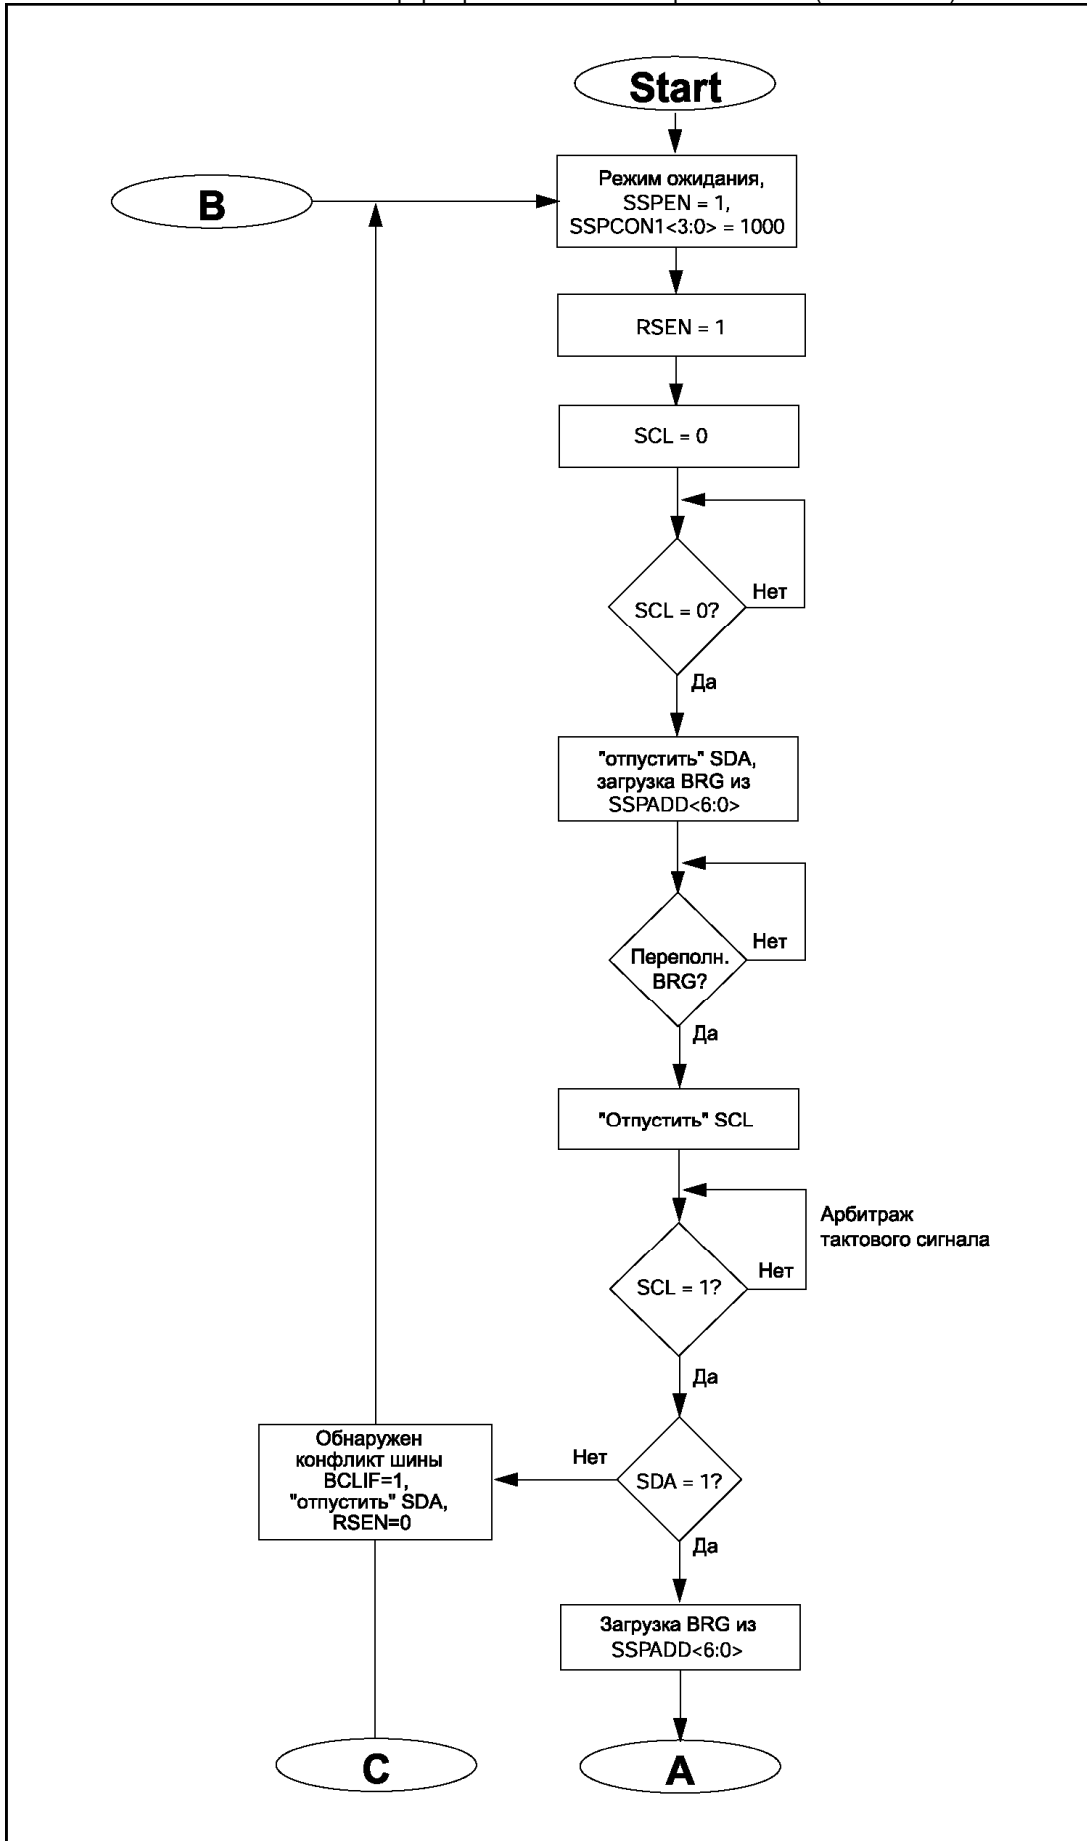 Start
Режим ожидания,
SSPEN = 1,
SSPCON1<3:0> = 1000
B
RSEN = 1
SCL = 0
SCL = 0?
Нет
Да
"отпустить" SDA,
загрузка BRG из
SSPADD<6:0>
Переполн.
BRG?
Нет
Да
"Отпустить" SCL
Арбитраж
тактового сигнала
SCL = 1?
Нет
Да
Обнаружен
конфликт шины
BCLIF=1,
"отпустить" SDA,
RSEN=0
Нет
SDA = 1?
Да
Загрузка BRG из
SSPADD<6:0>
C
A